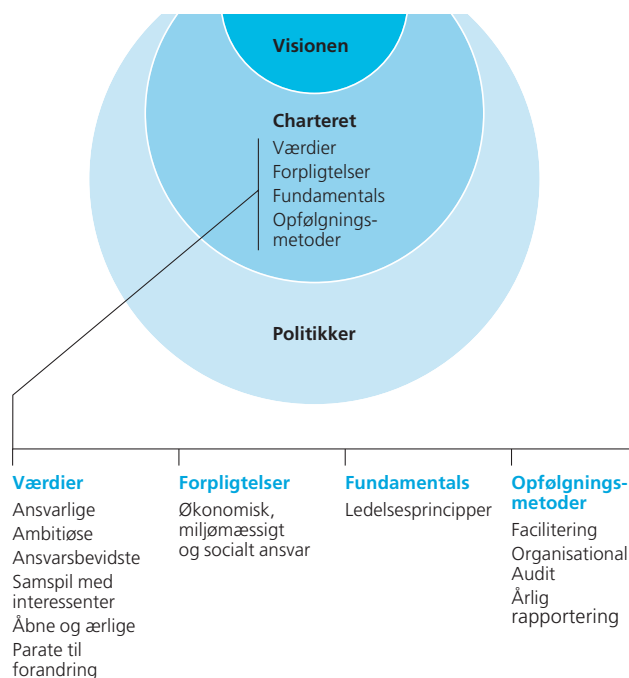 Visionen
Charteret
Værdier
Forpligtelser
Fundamentals
Opfølgnings-
metoder
Politikker
Værdier
Ansvarlige
Ambitiøse
Ansvarsbevidste
Samspil med
interessenter
Åbne og ærlige
Parate til
forandring
Forpligtelser
Økonomisk,
miljømæssigt
og socialt ansvar
Fundamentals
Ledelsesprincipper
Opfølgnings-
metoder
Facilitering
Organisational
Audit
Årlig
rapportering